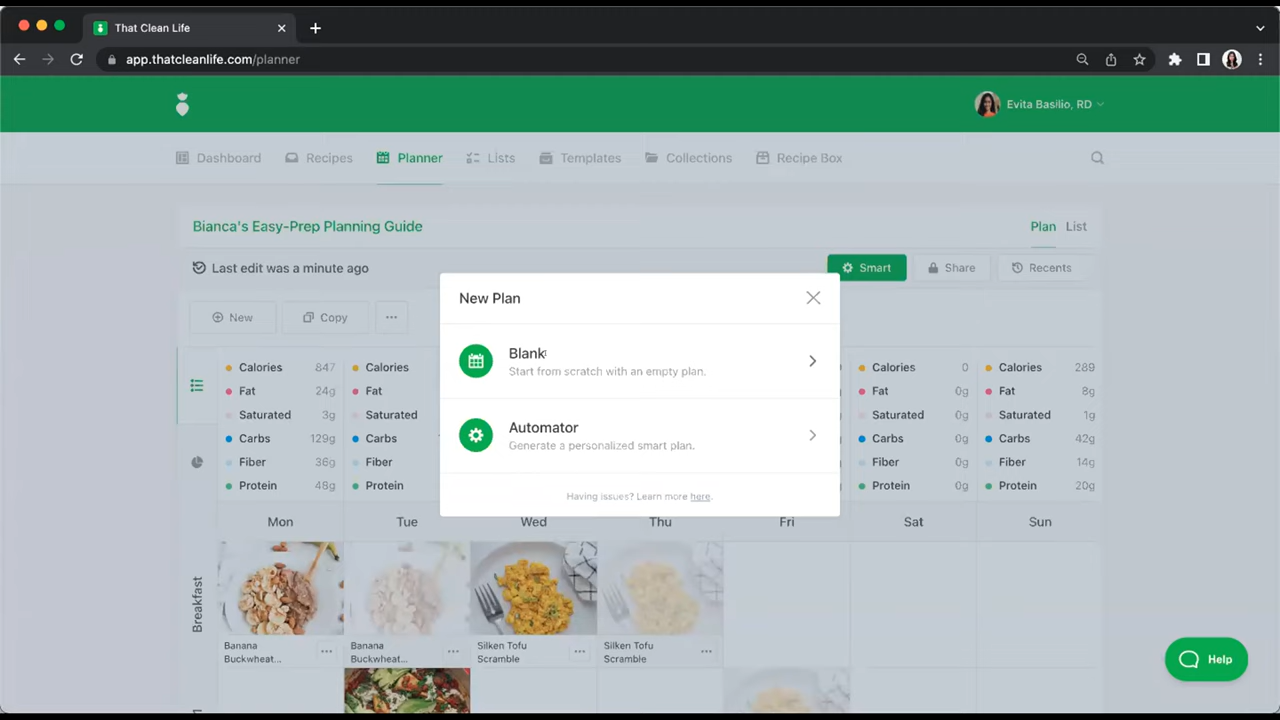 That Clean Life
app.thatcleanlife.com/planner
Evita Basilio, RD
Dashboard Recipes Planner Lists Templates Collections Recipe Box
Bianca's Easy-Prep Planning Guide Plan List
Last edit was a minute ago Smart Share Recents
New Copy ...
New Plan
Blank
Start from scratch with an empty plan.
Automator
Generate a personalized smart plan.
Having issues? Learn more here.
Calories 847 Calories Calories 0 Calories 289
Fat 24g Fat Fat 0g Fat 8g
Saturated 3g Saturated Saturated 0g Saturated 1g
Carbs 129g Carbs Carbs 0g Carbs 42g
Fiber 36g Fiber Fiber 0g Fiber 14g
Protein 48g Protein Protein 0g Protein 20g
Mon Tue Wed Thu Fri Sat Sun
Breakfast
Banana Buckwheat... Banana Buckwheat... Silken Tofu Scramble Silken Tofu Scramble
Help